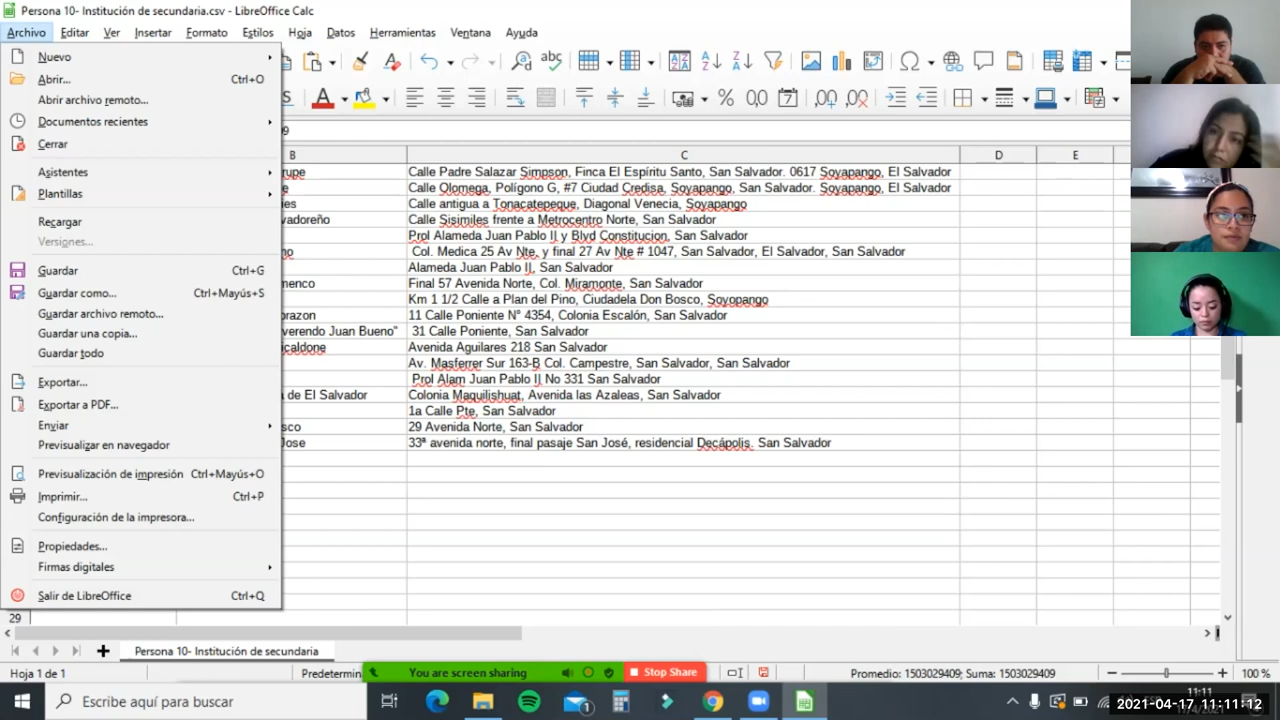 Persona 10- Institución de secundaria.csv - LibreOffice Calc
Archivo Editar Ver Insertar Formato Estilos Hoja Datos Herramientas Ventana Ayuda
Nuevo
Abrir... Ctrl+O
Abrir archivo remoto...
Documentos recientes
Cerrar
Asistentes
Plantillas
Recargar
Versiones...
Guardar Ctrl+G
Guardar como... Ctrl+Mayús+S
Guardar archivo remoto...
Guardar una copia...
Guardar todo
Exportar...
Exportar a PDF...
Enviar
Previsualizar en navegador
Previsualización de impresión Ctrl+Mayús+O
Imprimir... Ctrl+P
Configuración de la impresora...
Propiedades...
Firmas digitales
Salir de LibreOffice Ctrl+Q
B C D E
rupe Calle Padre Salazar Simpson, Finca El Espíritu Santo, San Salvador. 0617 Soyapango, El Salvador
e Calle Olomega, Polígono G, #7 Ciudad Credisa, Soyapango, San Salvador. Soyapango, El Salvador
ies Calle antigua a Tonacatepeque, Diagonal Venecia, Soyapango
vadoreño Calle Sisimiles frente a Metrocentro Norte, San Salvador
Prol Alameda Juan Pablo II y Blvd Constitucion, San Salvador
no Col. Medica 25 Av Nte, y final 27 Av Nte # 1047, San Salvador, El Salvador, San Salvador
Alameda Juan Pablo II, San Salvador
menco Final 57 Avenida Norte, Col. Miramonte, San Salvador
Km 1 1/2 Calle a Plan del Pino, Ciudadela Don Bosco, Soyopango
orazon 11 Calle Poniente N° 4354, Colonia Escalón, San Salvador
verendo Juan Bueno" 31 Calle Poniente, San Salvador
icaldone Avenida Aguilares 218 San Salvador
Av. Masferrer Sur 163-B Col. Campestre, San Salvador, San Salvador
Prol Alam Juan Pablo II No 331 San Salvador
a de El Salvador Colonia Maquilishuat, Avenida las Azaleas, San Salvador
1a Calle Pte, San Salvador
sco 29 Avenida Norte, San Salvador
Jose 33ª avenida norte, final pasaje San José, residencial Decápolis. San Salvador
29
Persona 10- Institución de secundaria
Hoja 1 de 1 Predetermin You are screen sharing Stop Share Promedio: 1503029409; Suma: 1503029409 100 %
Escribe aquí para buscar
11:11
2021-04-17 11:11:12